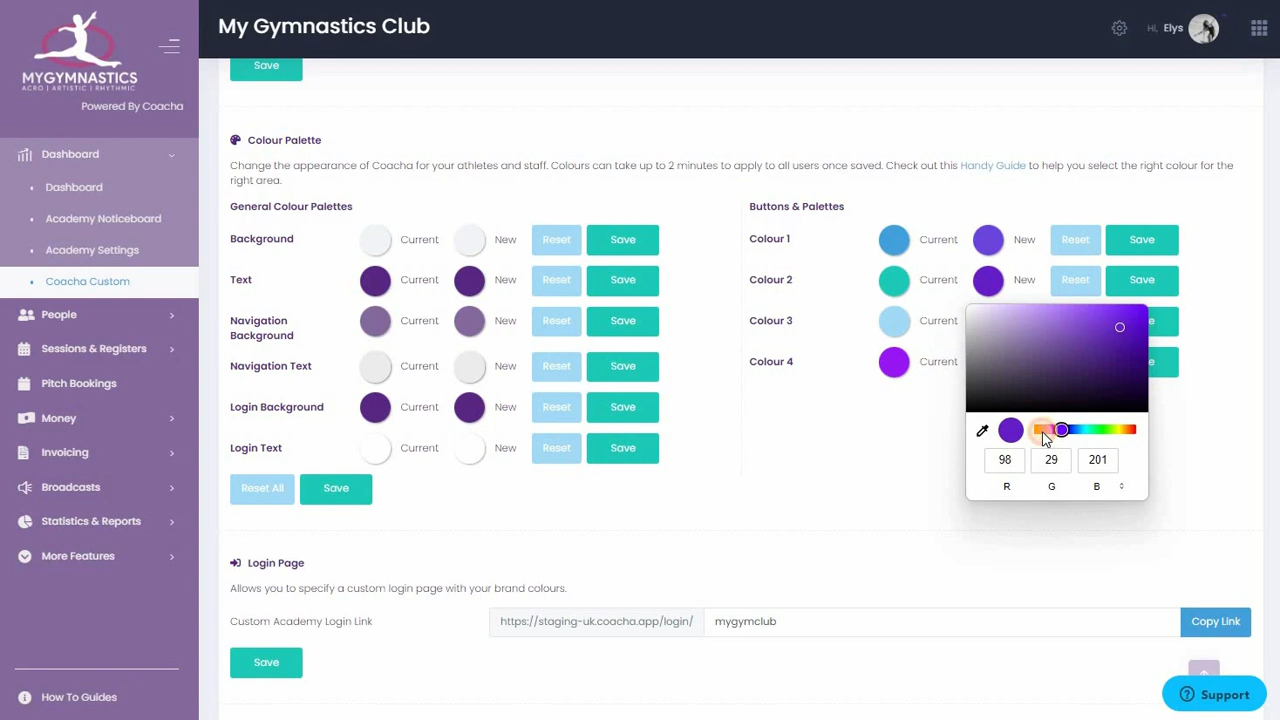 MYGYMNASTICS
ACRO | ARTISTIC | RHYTHMIC
Powered By Coacha
Dashboard
Dashboard
Academy Noticeboard
Academy Settings
Coacha Custom
People
Sessions & Registers
Pitch Bookings
Money
Invoicing
Broadcasts
Statistics & Reports
More Features
How To Guides
My Gymnastics Club
Hi, Elys
Save
Colour Palette
Change the appearance of Coacha for your athletes and staff. Colours can take up to 2 minutes to apply to all users once saved. Check out this Handy Guide to help you select the right colour for the
right area.
General Colour Palettes
Background Current New Reset Save
Text Current New Reset Save
Navigation
Background Current New Reset Save
Navigation Text Current New Reset Save
Login Background Current New Reset Save
Login Text Current New Reset Save
Reset All Save
Buttons & Palettes
Colour 1 Current New Reset Save
Colour 2 Current New Reset Save
Colour 3 Current
Colour 4 Current
98 29 201
R G B
Login Page
Allows you to specify a custom login page with your brand colours.
Custom Academy Login Link https://staging-uk.coacha.app/login/ mygymclub Copy Link
Save
Support